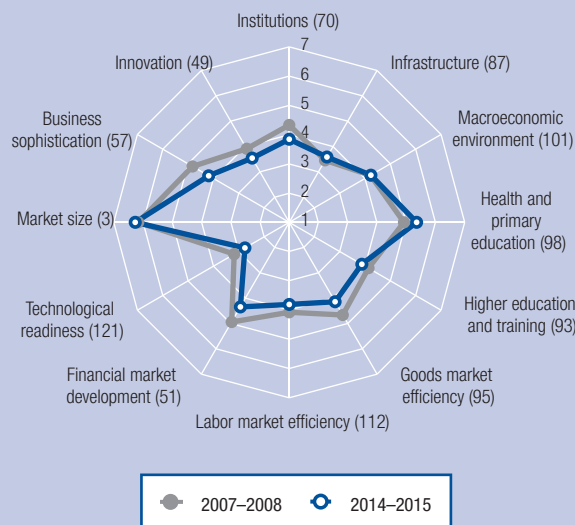 Institutions (70)
Innovation (49)
Infrastructure (87)
Business
sophistication (57)
Macroeconomic
environment (101)
Market size (3)
Health and
primary
education (98)
Technological
readiness (121)
Higher education
and training (93)
Financial market
development (51)
Goods market
efficiency (95)
Labor market efficiency (112)
7
6
5
4
3
2
1
2007–2008
2014–2015